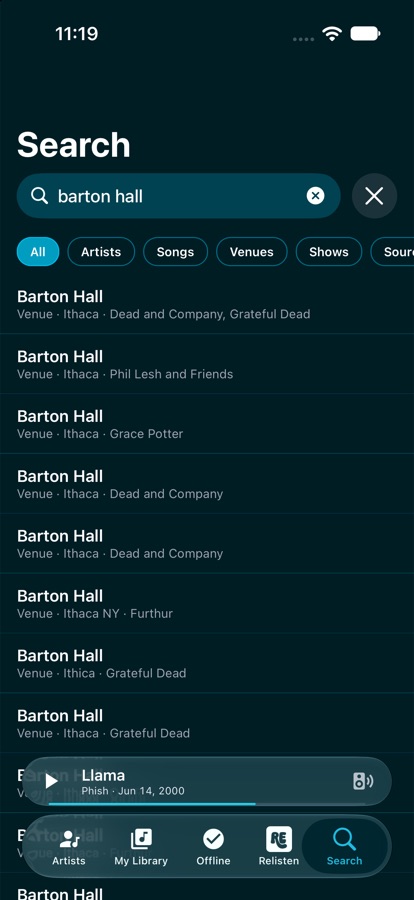 11:19
Search
barton hall
All Artists Songs Venues Shows
Barton Hall
Venue · Ithaca · Dead and Company, Grateful Dead
Barton Hall
Venue · Ithaca · Phil Lesh and Friends
Barton Hall
Venue · Ithaca · Grace Potter
Barton Hall
Venue · Ithaca · Dead and Company
Barton Hall
Venue · Ithaca · Dead and Company
Barton Hall
Venue · Ithaca NY · Furthur
Barton Hall
Venue · Ithica · Grateful Dead
Barton Hall
Venue · Ithaca · Grateful Dead
Llama
Phish · Jun 14, 2000
Artists My Library Offline Relisten Search
Barton Hall